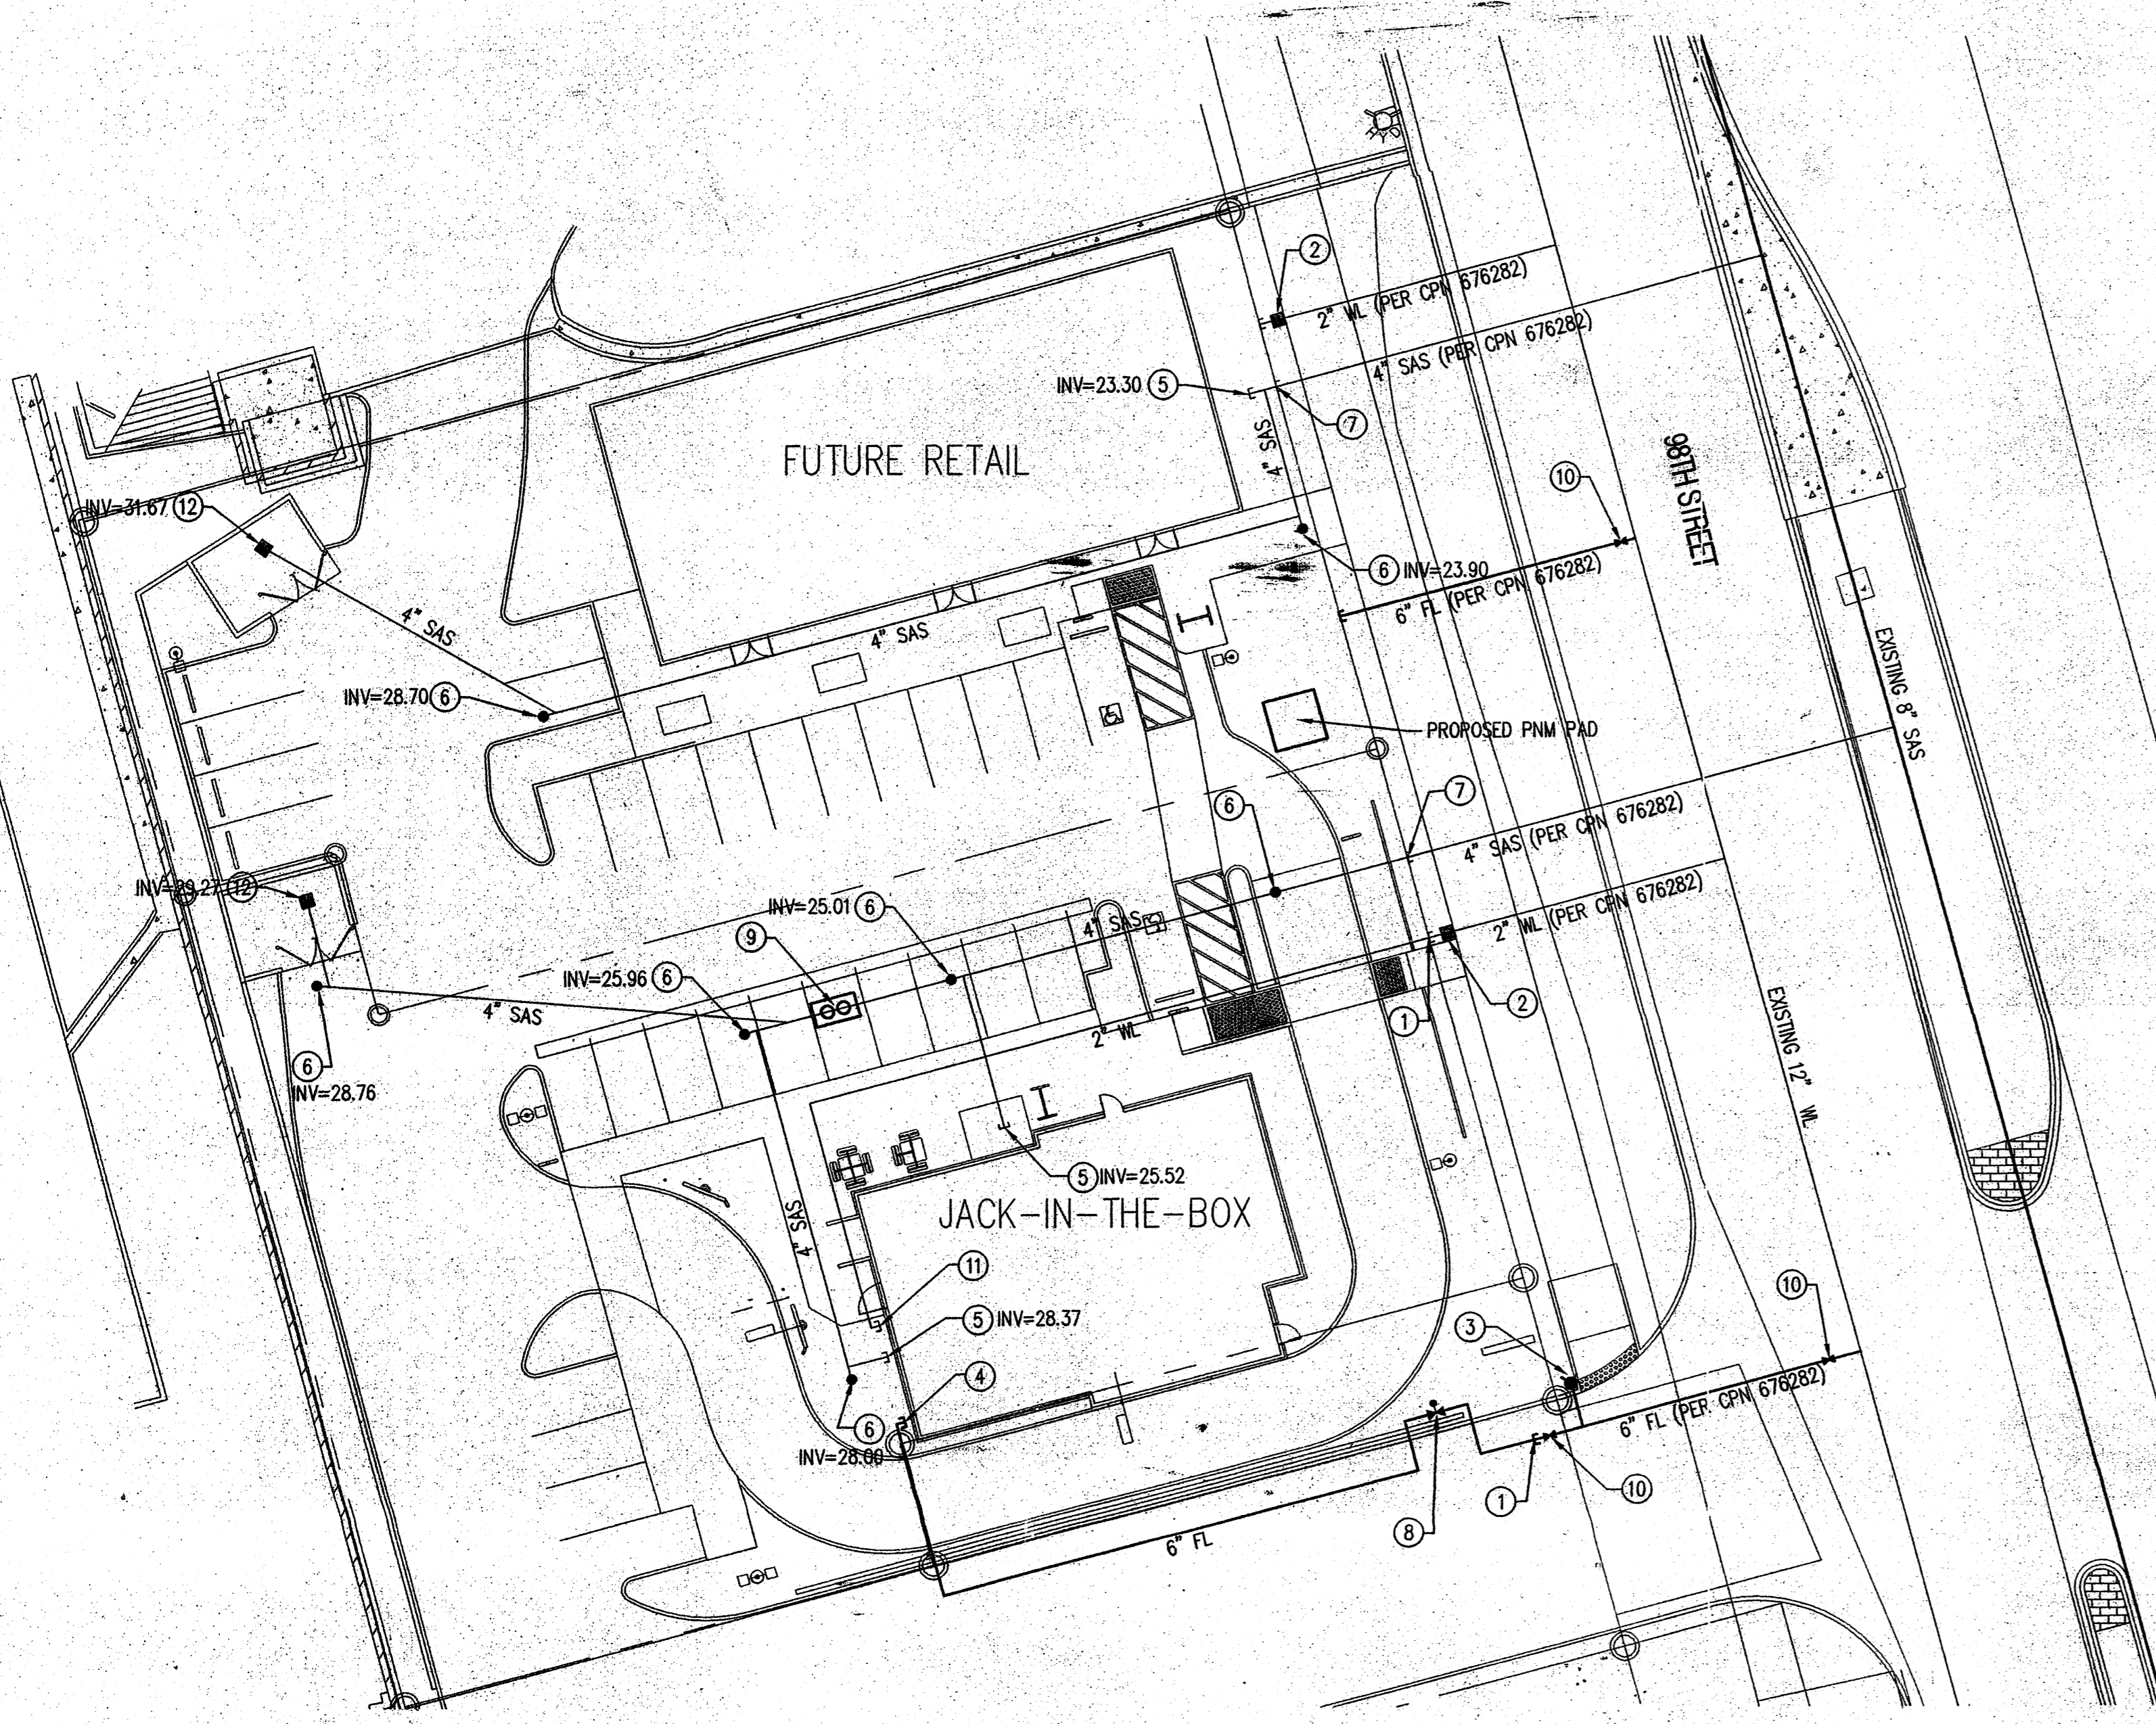 2
2" WL (PER CPN 676282)
4" SAS (PER CPN 676282)
INV=23.30 5
7
4" SAS
FUTURE RETAIL
98TH STREET
10
INV=31.67 12
6 INV=23.90
6" FL (PER CPN 676282)
4" SAS
4" SAS
EXISTING 8" SAS
INV=28.70 6
PROPOSED PNM PAD
7
6
4" SAS (PER CPN 676282)
INV=29.27 12
INV=25.01 6
4" SAS
2" WL (PER CPN 676282)
9
INV=25.96 6
4" SAS
2" WL
1
2
EXISTING 12" WL
6
INV=28.76
5 INV=25.52
4" SAS
JACK-IN-THE-BOX
11
10
5 INV=28.37
3
4
6
INV=28.00
6" FL (PER CPN 676282)
10
1
8
6" FL